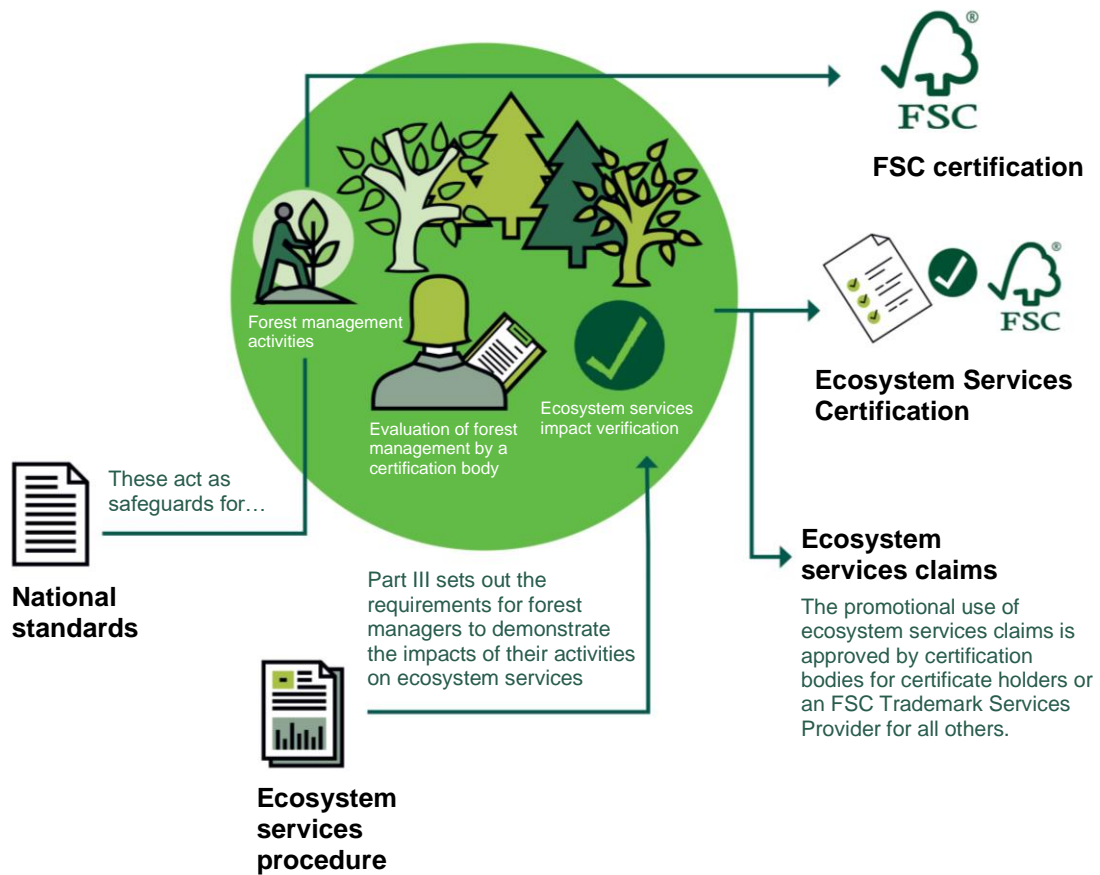 ®
FSC
FSC certification
Forest management
activities
Evaluation of forest
management by a
certification body
Ecosystem services
impact verification
®
FSC
Ecosystem Services
Certification
These act as
safeguards for…
National
standards
Part III sets out the
requirements for forest
managers to demonstrate
the impacts of their activities
on ecosystem services
Ecosystem
services claims
The promotional use of
ecosystem services claims is
approved by certification
bodies for certificate holders or
an FSC Trademark Services
Provider for all others.
Ecosystem
services
procedure